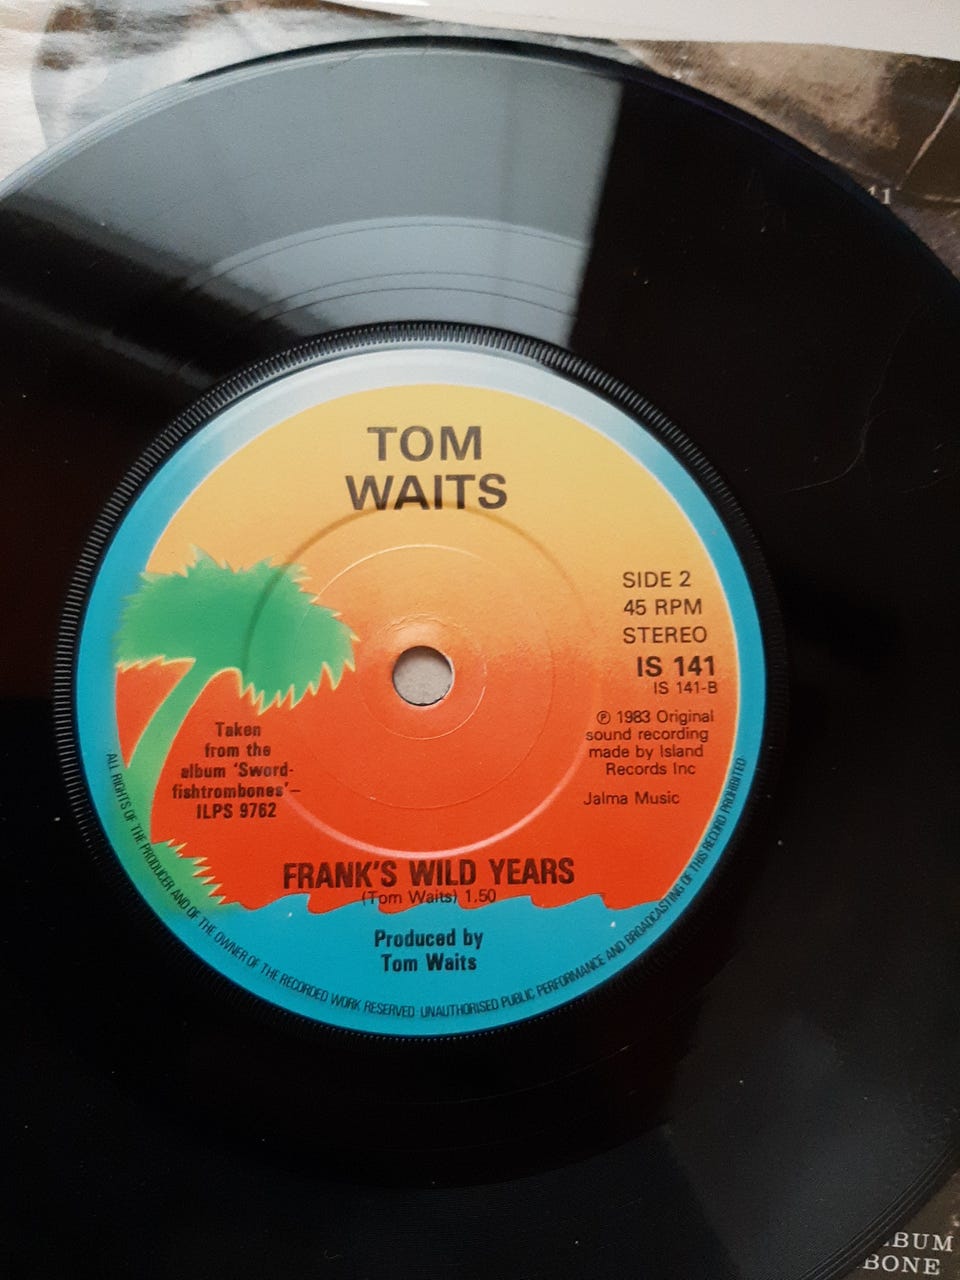 TOM
WAITS
SIDE 2
45 RPM
STEREO
IS 141
IS 141-B
℗ 1983 Original
sound recording
made by Island
Records Inc
Jalma Music
Taken
from the
album 'Sword-
fishtrombones'–
ILPS 9762
FRANK'S WILD YEARS
(Tom Waits) 1.50
Produced by
Tom Waits
ALL RIGHTS OF THE PRODUCER AND OF THE OWNER OF THE RECORDED WORK RESERVED · UNAUTHORISED PUBLIC PERFORMANCE AND BROADCASTING OF THIS RECORD PROHIBITED